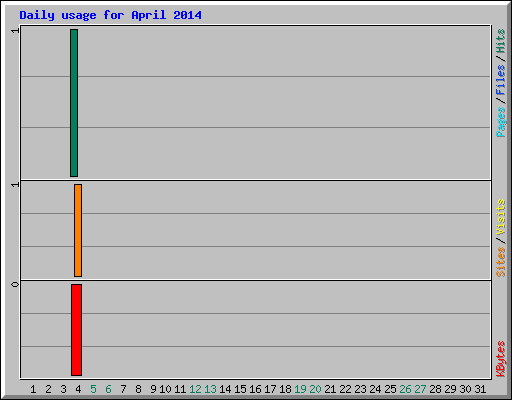 Daily usage for April 2014
1
Pages/Files/Hits
1
Sites/Visits
0
KBytes
1 2 3 4 5 6 7 8 9 10 11 12 13 14 15 16 17 18 19 20 21 22 23 24 25 26 27 28 29 30 31